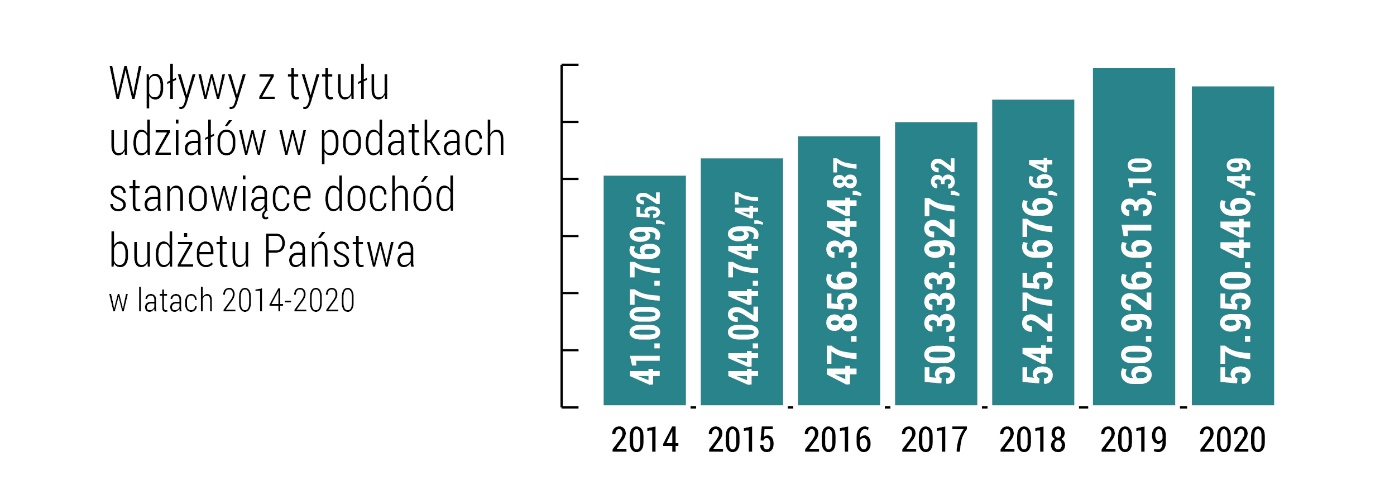 Wpływy z tytułu
udziałów w podatkach
stanowiące dochód
budżetu Państwa
w latach 2014-2020
41.007.769,52
44.024.749,47
47.856.344,87
50.333.927,32
54.275.676,64
60.926.613,10
57.950.446,49
2014 2015 2016 2017 2018 2019 2020